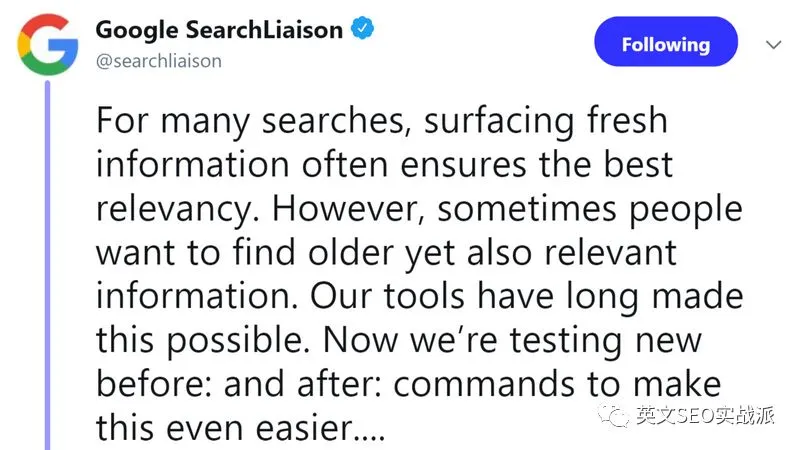 Google SearchLiaison
@searchliaison
Following
For many searches, surfacing fresh
information often ensures the best
relevancy. However, sometimes people
want to find older yet also relevant
information. Our tools have long made
this possible. Now we’re testing new
before: and after: commands to make
this even easier....
英文SEO实战派